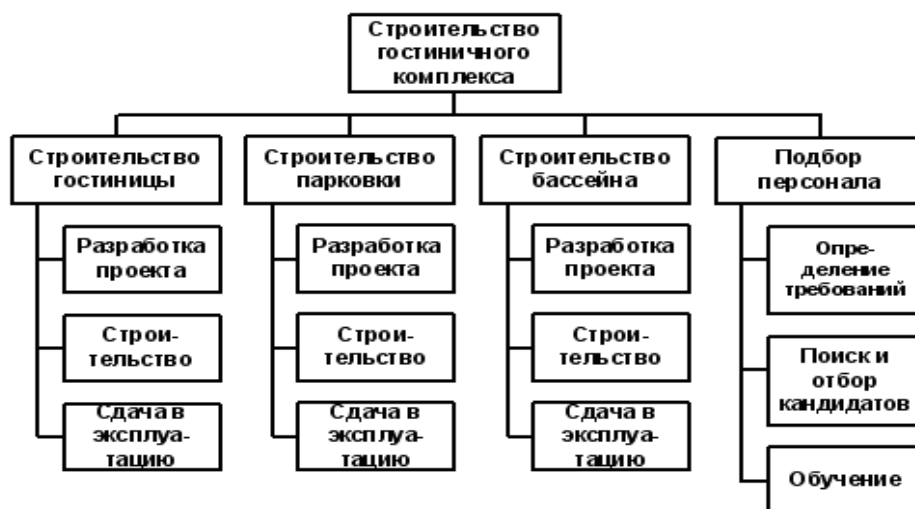 Строительство
гостиничного
комплекса
Строительство
гостиницы
Разработка
проекта
Строи-
тельство
Сдача в
эксплуа-
тацию
Строительство
парковки
Разработка
проекта
Строи-
тельство
Сдача в
эксплуа-
тацию
Строительство
бассейна
Разработка
проекта
Строи-
тельство
Сдача в
эксплуа-
тацию
Подбор
персонала
Опре-
деление
требований
Поиск и
отбор
кандидатов
Обучение